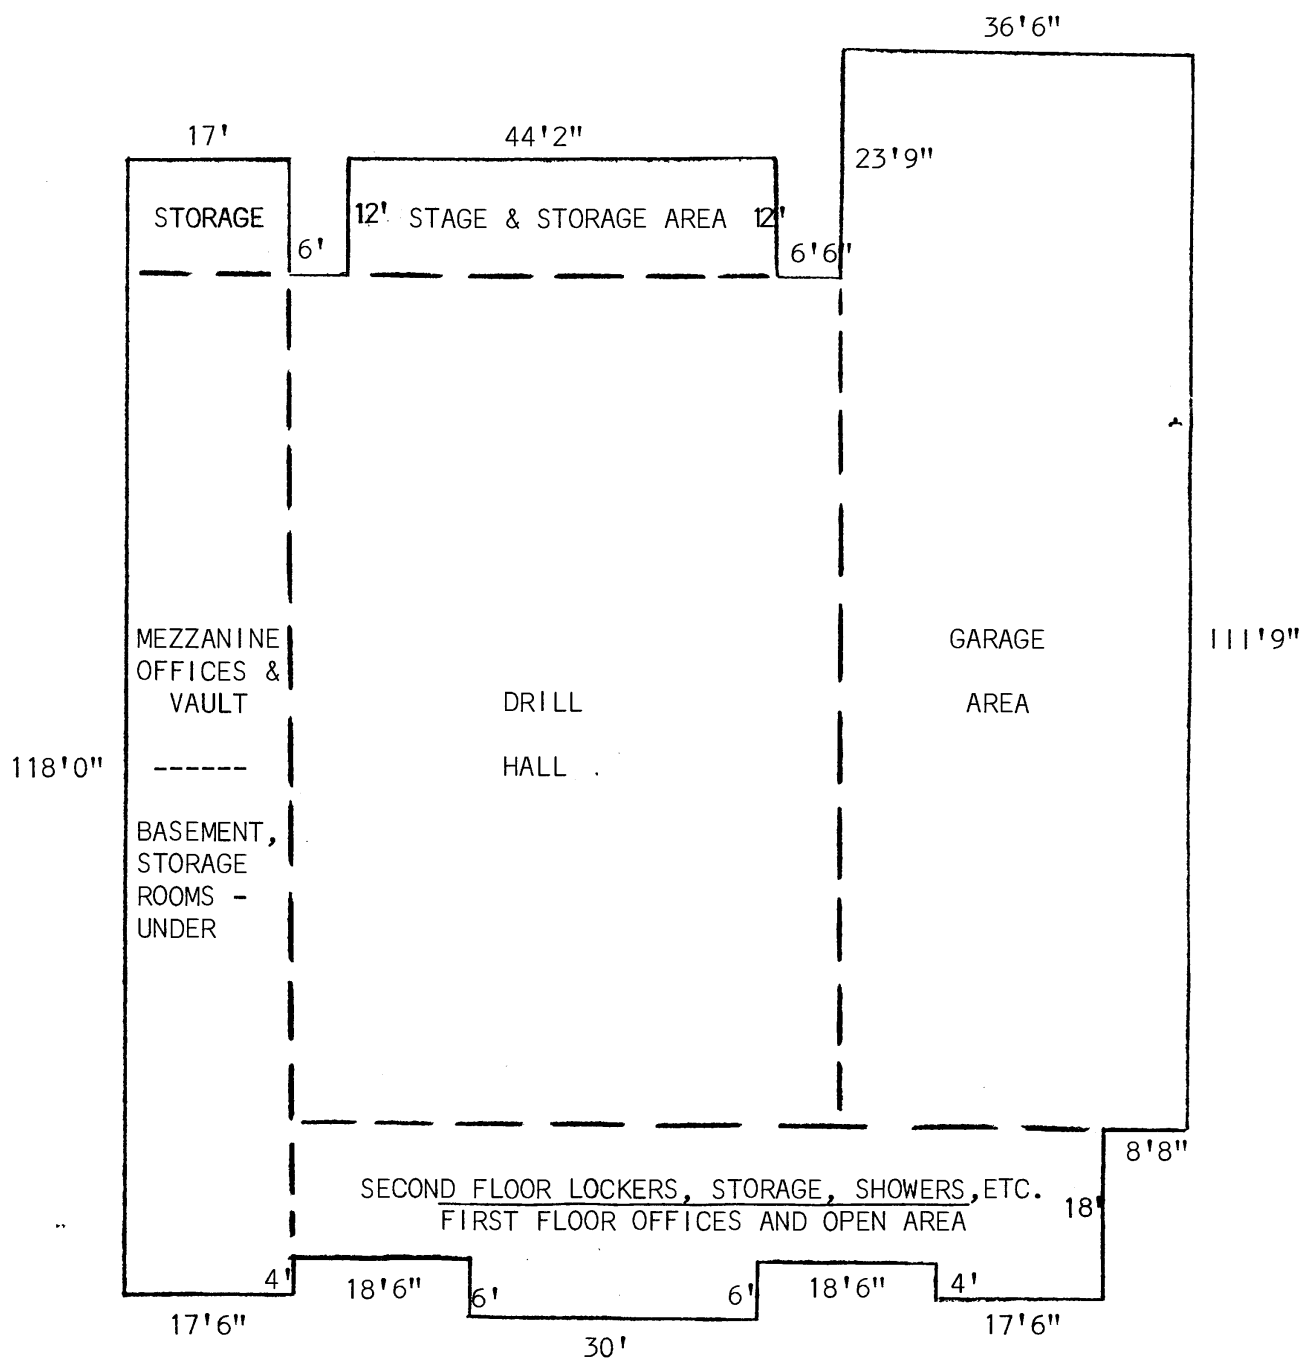 36'6"
17'
44'2"
23'9"
STORAGE
12'
STAGE & STORAGE AREA
12'
6'
6'6"
MEZZANINE
OFFICES &
VAULT
------
BASEMENT,
STORAGE
ROOMS -
UNDER
118'0"
DRILL
HALL
GARAGE
AREA
111'9"
8'8"
SECOND FLOOR LOCKERS, STORAGE, SHOWERS, ETC.
FIRST FLOOR OFFICES AND OPEN AREA
18'
4'
18'6"
6'
6'
18'6"
4'
17'6"
30'
17'6"